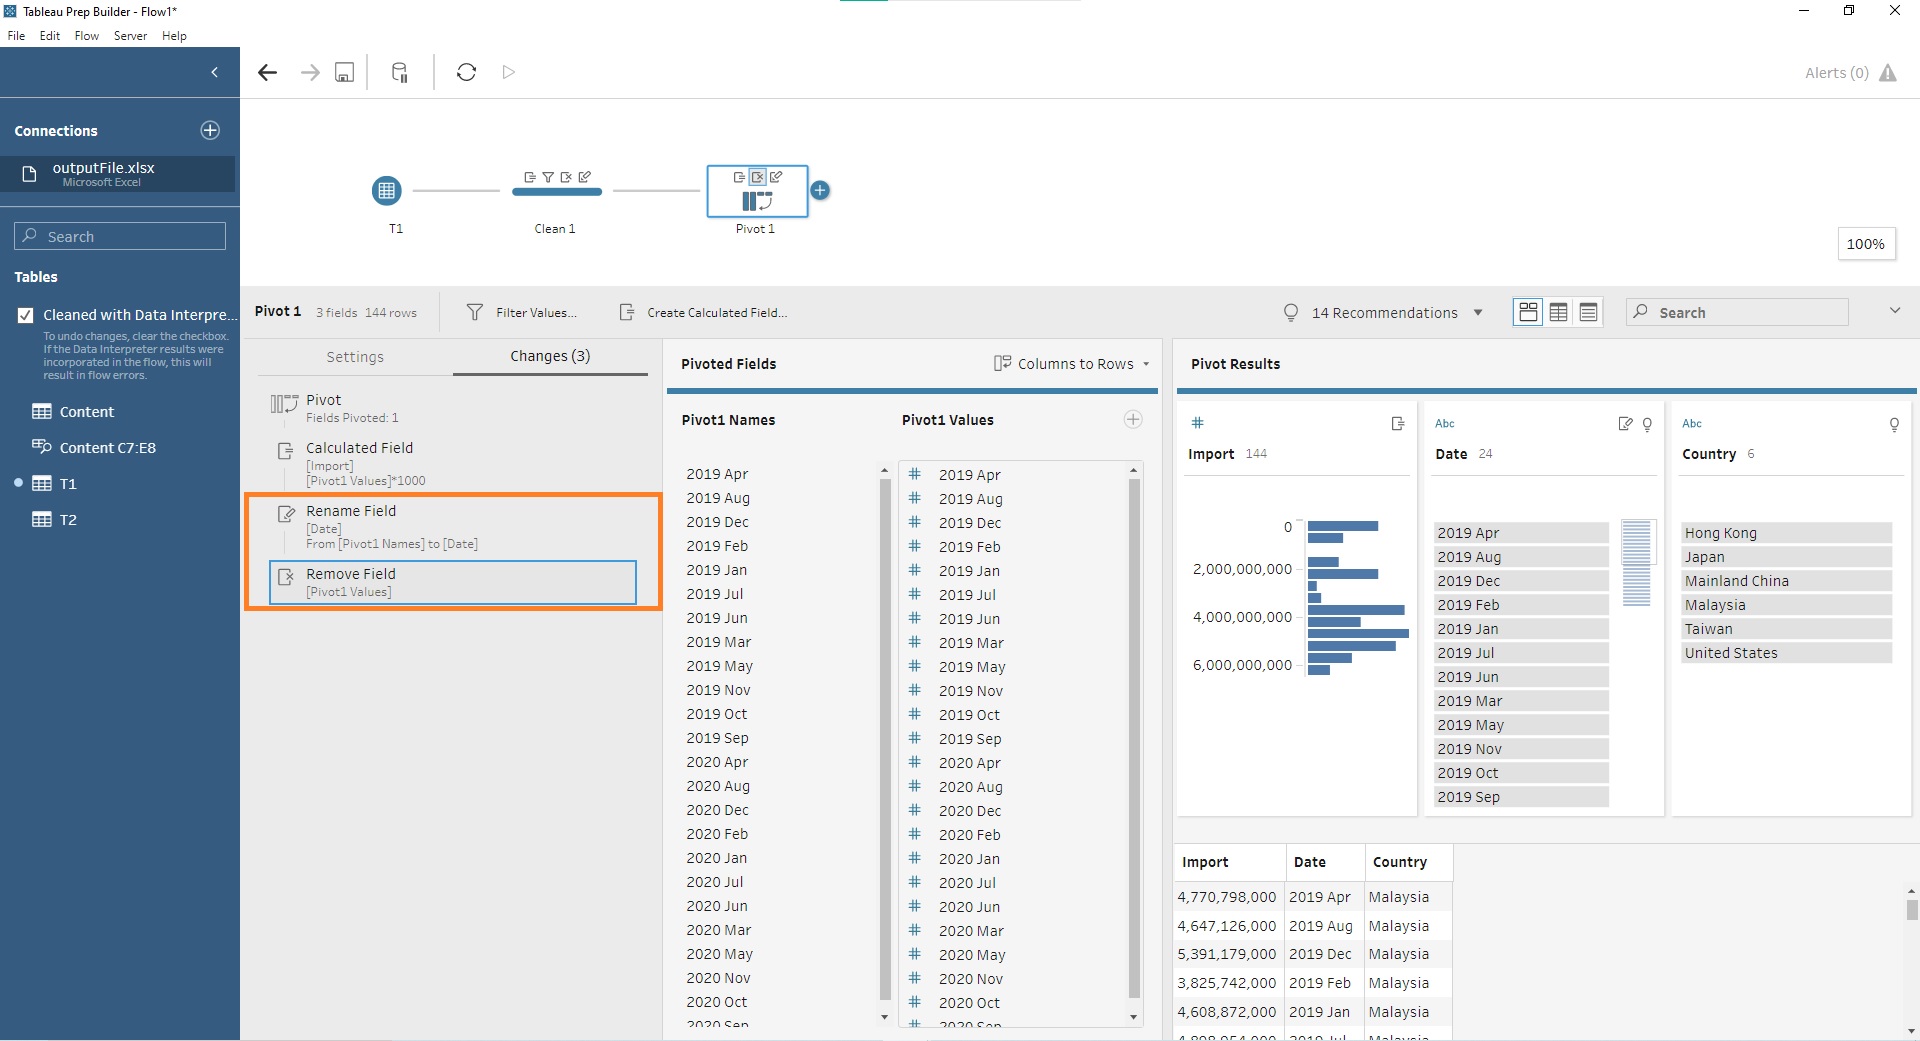 Tableau Prep Builder - Flow1*
File Edit Flow Server Help
Alerts (0)
Connections
outputFile.xlsx
Microsoft Excel
Search
Tables
Cleaned with Data Interpre...
To undo changes, clear the checkbox.
If the Data Interpreter results were
incorporated in the flow, this will
result in flow errors.
Content
Content C7:E8
T1
T2
T1
Clean 1
Pivot 1
100%
Pivot 1 3 fields 144 rows
Filter Values...
Create Calculated Field...
14 Recommendations
Search
Settings
Changes (3)
Pivot
Fields Pivoted: 1
Calculated Field
[Import]
[Pivot1 Values]*1000
Rename Field
[Date]
From [Pivot1 Names] to [Date]
Remove Field
[Pivot1 Values]
Pivoted Fields
Columns to Rows
Pivot1 Names
2019 Apr
2019 Aug
2019 Dec
2019 Feb
2019 Jan
2019 Jul
2019 Jun
2019 Mar
2019 May
2019 Nov
2019 Oct
2019 Sep
2020 Apr
2020 Aug
2020 Dec
2020 Feb
2020 Jan
2020 Jul
2020 Jun
2020 Mar
2020 May
2020 Nov
2020 Oct
2020 Sep
Pivot1 Values
# 2019 Apr
# 2019 Aug
# 2019 Dec
# 2019 Feb
# 2019 Jan
# 2019 Jul
# 2019 Jun
# 2019 Mar
# 2019 May
# 2019 Nov
# 2019 Oct
# 2019 Sep
# 2020 Apr
# 2020 Aug
# 2020 Dec
# 2020 Feb
# 2020 Jan
# 2020 Jul
# 2020 Jun
# 2020 Mar
# 2020 May
# 2020 Nov
# 2020 Oct
# 2020 Sep
Pivot Results
#
Import 144
0
2,000,000,000
4,000,000,000
6,000,000,000
Abc
Date 24
2019 Apr
2019 Aug
2019 Dec
2019 Feb
2019 Jan
2019 Jul
2019 Jun
2019 Mar
2019 May
2019 Nov
2019 Oct
2019 Sep
Abc
Country 6
Hong Kong
Japan
Mainland China
Malaysia
Taiwan
United States
Import Date Country
4,770,798,000 2019 Apr Malaysia
4,647,126,000 2019 Aug Malaysia
5,391,179,000 2019 Dec Malaysia
3,825,742,000 2019 Feb Malaysia
4,608,872,000 2019 Jan Malaysia
2019 Jul Malaysia